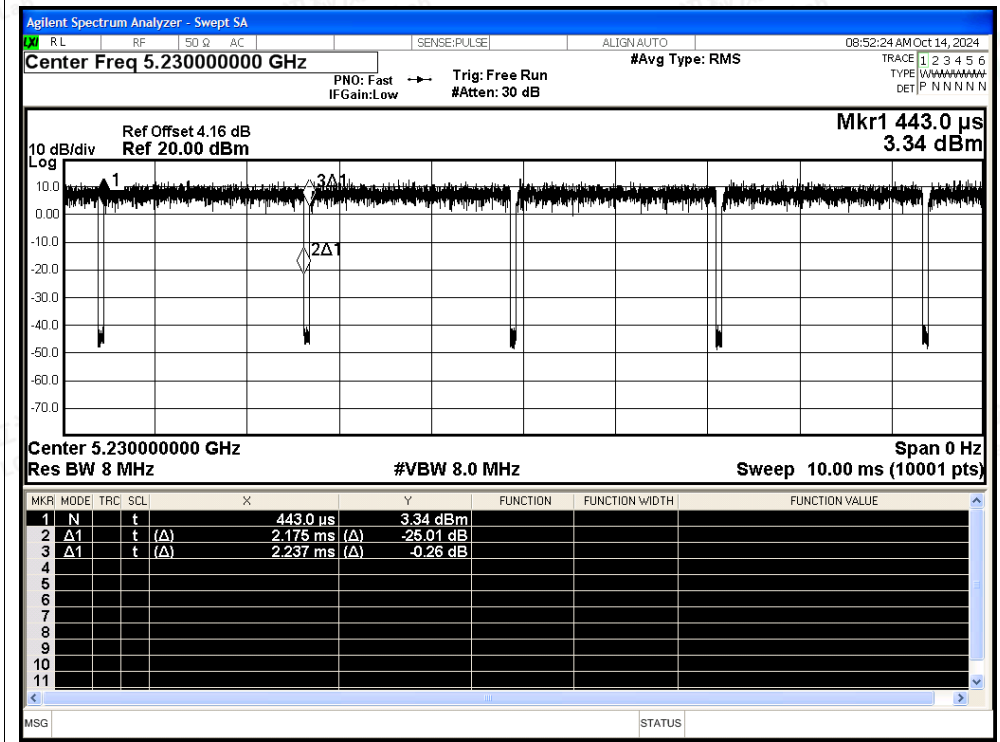 Agilent Spectrum Analyzer - Swept SA
LXI RL RF 50 Ω AC SENSE:PULSE ALIGN AUTO 08:52:24 AM Oct 14, 2024
Center Freq 5.230000000 GHz #Avg Type: RMS TRACE 1 2 3 4 5 6
PNO: Fast Trig: Free Run TYPE
IFGain:Low #Atten: 30 dB DET P N N N N N
Mkr1 443.0 µs
Ref Offset 4.16 dB
10 dB/div Ref 20.00 dBm 3.34 dBm
Log
10.0 1 3Δ1
0.00
-10.0 2Δ1
-20.0
-30.0
-40.0
-50.0
-60.0
-70.0
Center 5.230000000 GHz Span 0 Hz
Res BW 8 MHz #VBW 8.0 MHz Sweep 10.00 ms (10001 pts)
MKR MODE TRC SCL X Y FUNCTION FUNCTION WIDTH FUNCTION VALUE
1 N t 443.0 µs 3.34 dBm
2 Δ1 t (Δ) 2.175 ms (Δ) -25.01 dB
3 Δ1 t (Δ) 2.237 ms (Δ) -0.26 dB
4
5
6
7
8
9
10
11
MSG STATUS